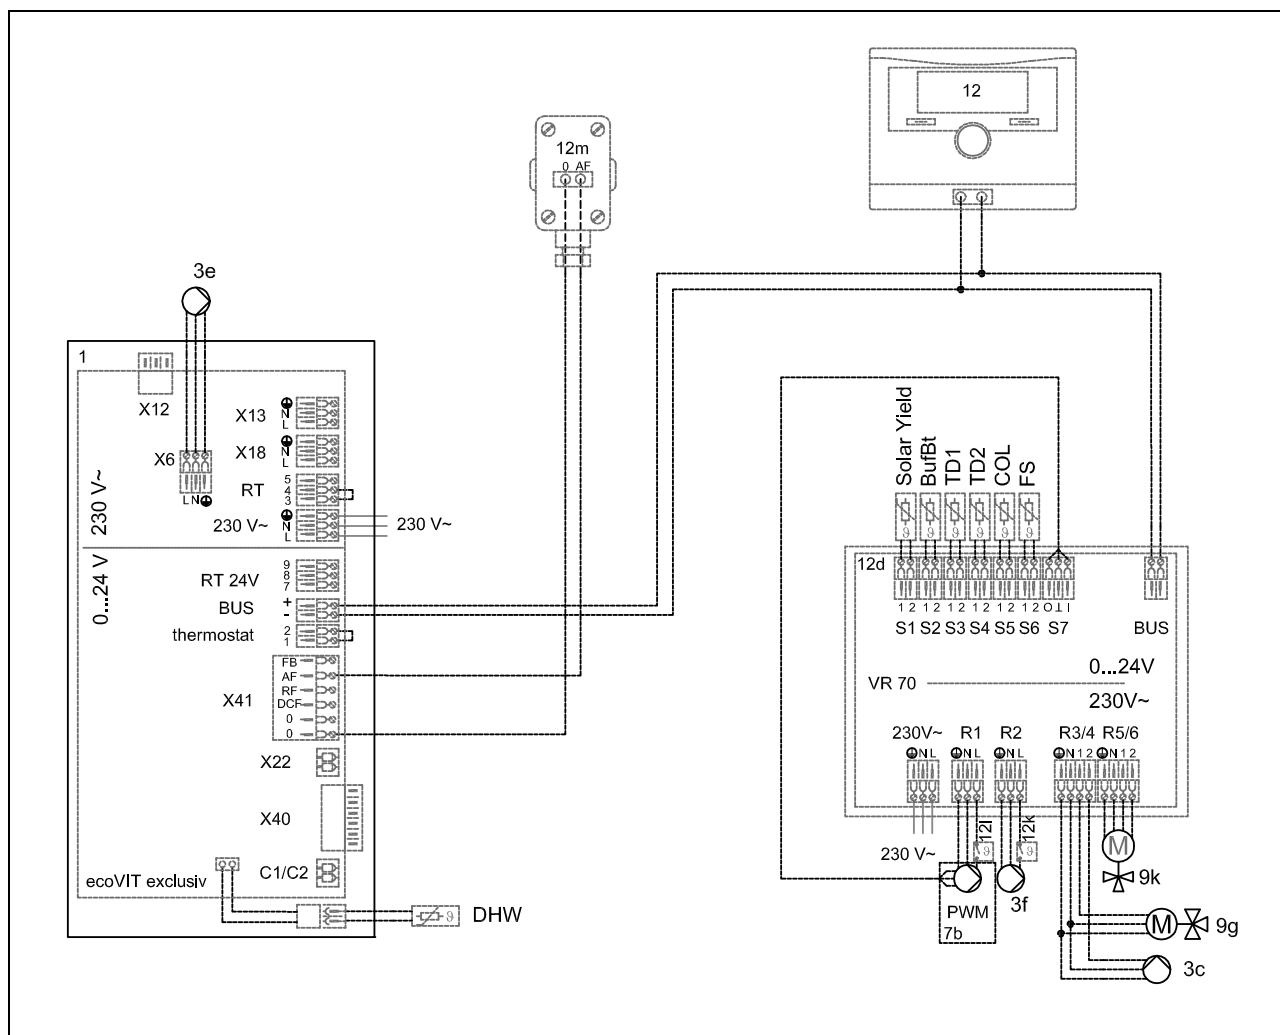 12
12m
0 AF
3e
1
X12
X13
N
L
X18
N
L
X6
L N
RT
5
4
3
230 V~
N
L
230 V~
230 V~
0...24 V
RT 24V
9
8
7
BUS
+
-
thermostat
2
1
X41
FB
AF
RF
DCF
0
0
X22
X40
C1/C2
ecoVIT exclusiv
DHW
Solar Yield
BufBt
TD1
TD2
COL
FS
12d
1 2 1 2 1 2 1 2 1 2 1 2 O ⊥ I
S1 S2 S3 S4 S5 S6 S7 BUS
0...24V
VR 70
230V~
230V~ R1 R2 R3/4 R5/6
N L N L N L N 1 2 N 1 2
12l
12k
230 V~
M
9k
PWM
7b
3f
M
9g
3c